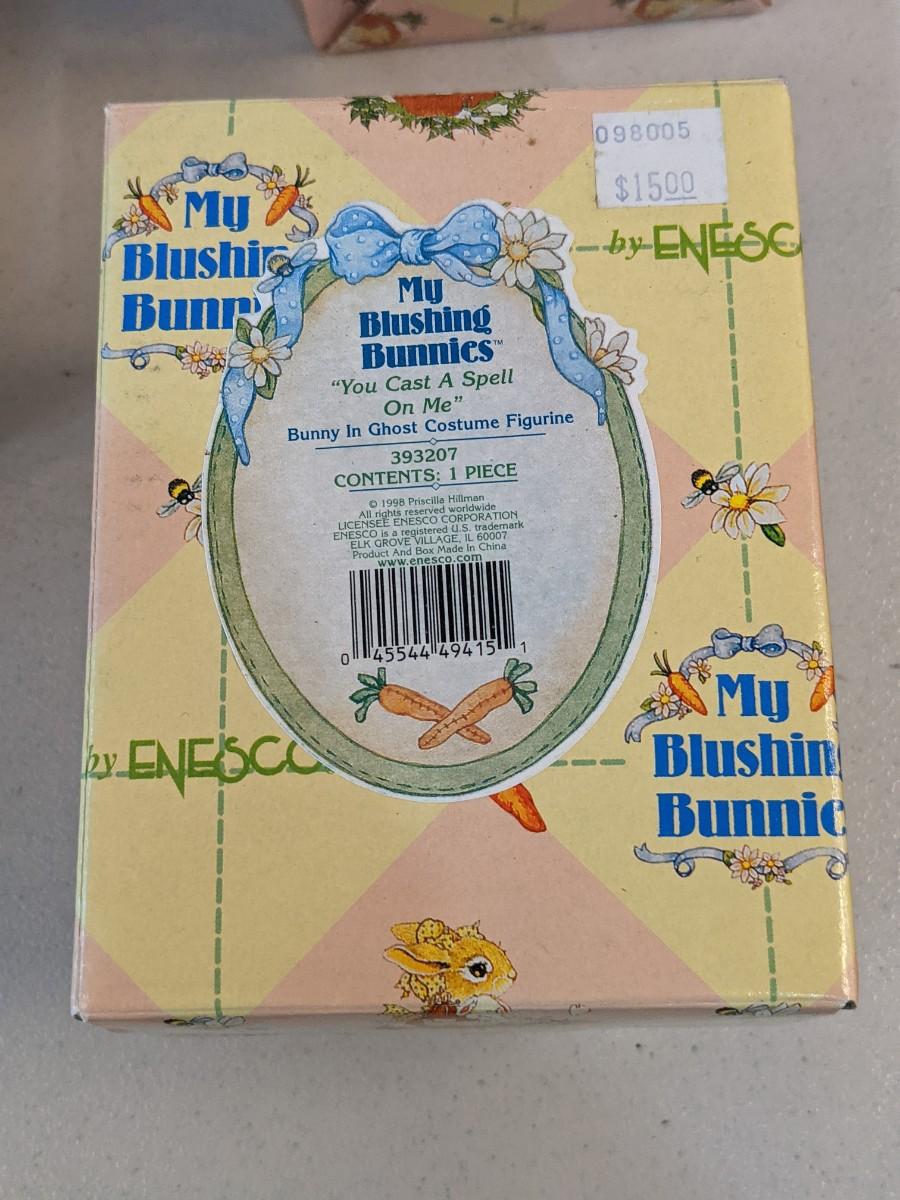 098005
$15.00
My
Blushin
Bunn
by ENESC
My
Blushing
Bunnies™
“You Cast A Spell
On Me”
Bunny In Ghost Costume Figurine
393207
CONTENTS: 1 PIECE
© 1998 Priscilla Hillman
All rights reserved worldwide
LICENSEE ENESCO CORPORATION
ENESCO is a registered U.S. trademark
ELK GROVE VILLAGE, IL 60007
Product And Box Made In China
www.enesco.com
0 45544 49415 1
by ENESCO
My
Blushin
Bunnie